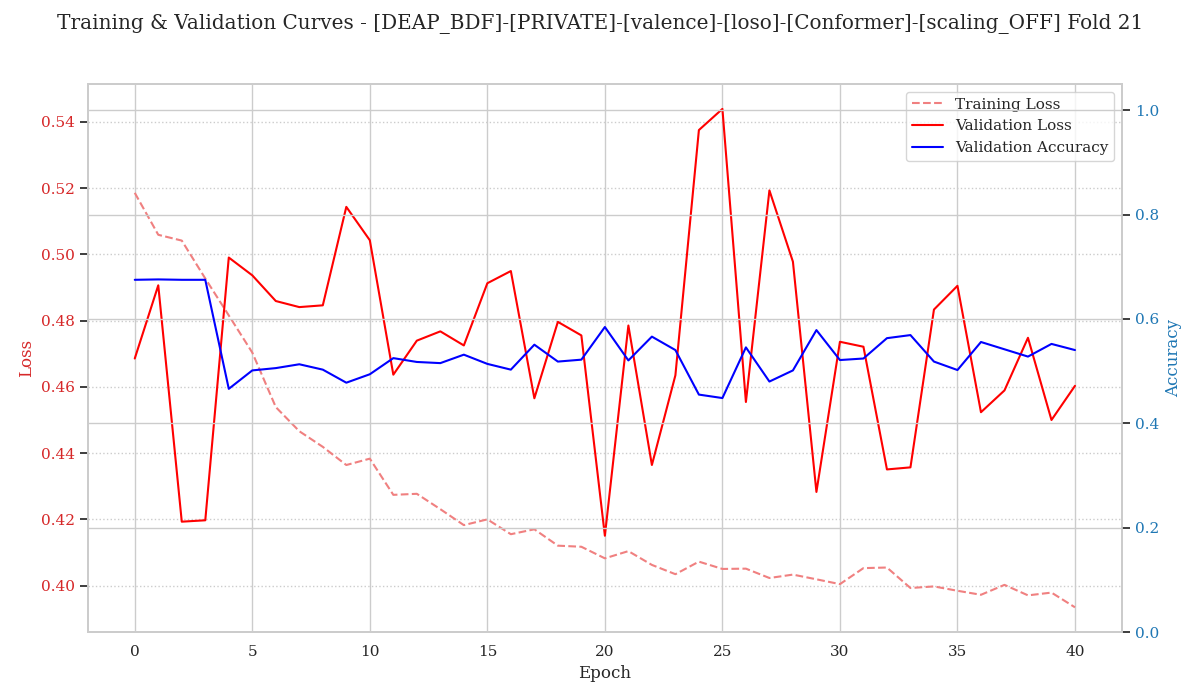 Training & Validation Curves - [DEAP_BDF]-[PRIVATE]-[valence]-[loso]-[Conformer]-[scaling_OFF] Fold 21
Training Loss
Validation Loss
Validation Accuracy
0.54
0.52
0.50
0.48
0.46
0.44
0.42
0.40
Loss
1.0
0.8
0.6
0.4
0.2
0.0
Accuracy
0 5 10 15 20 25 30 35 40
Epoch